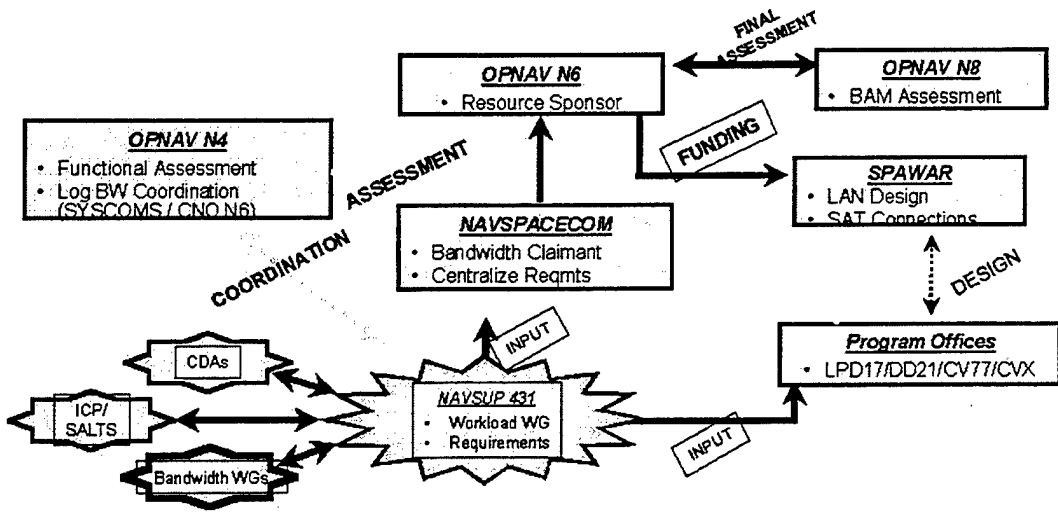 FINAL
ASSESSMENT
OPNAV N6
• Resource Sponsor
OPNAV N8
• BAM Assessment
OPNAV N4
• Functional Assessment
• Log BW Coordination
(SYSCOMS / CNO N6)
ASSESSMENT
COORDINATION
FUNDING
SPAWAR
• LAN Design
• SAT Connections
NAVSPACECOM
• Bandwidth Claimant
• Centralize Reqmts
DESIGN
INPUT
Program Offices
• LPD17/DD21/CV77/CVX
CDAs
ICP/
SALTS
Bandwidth WGs
NAVSUP 431
• Workload WG
• Requirements
INPUT